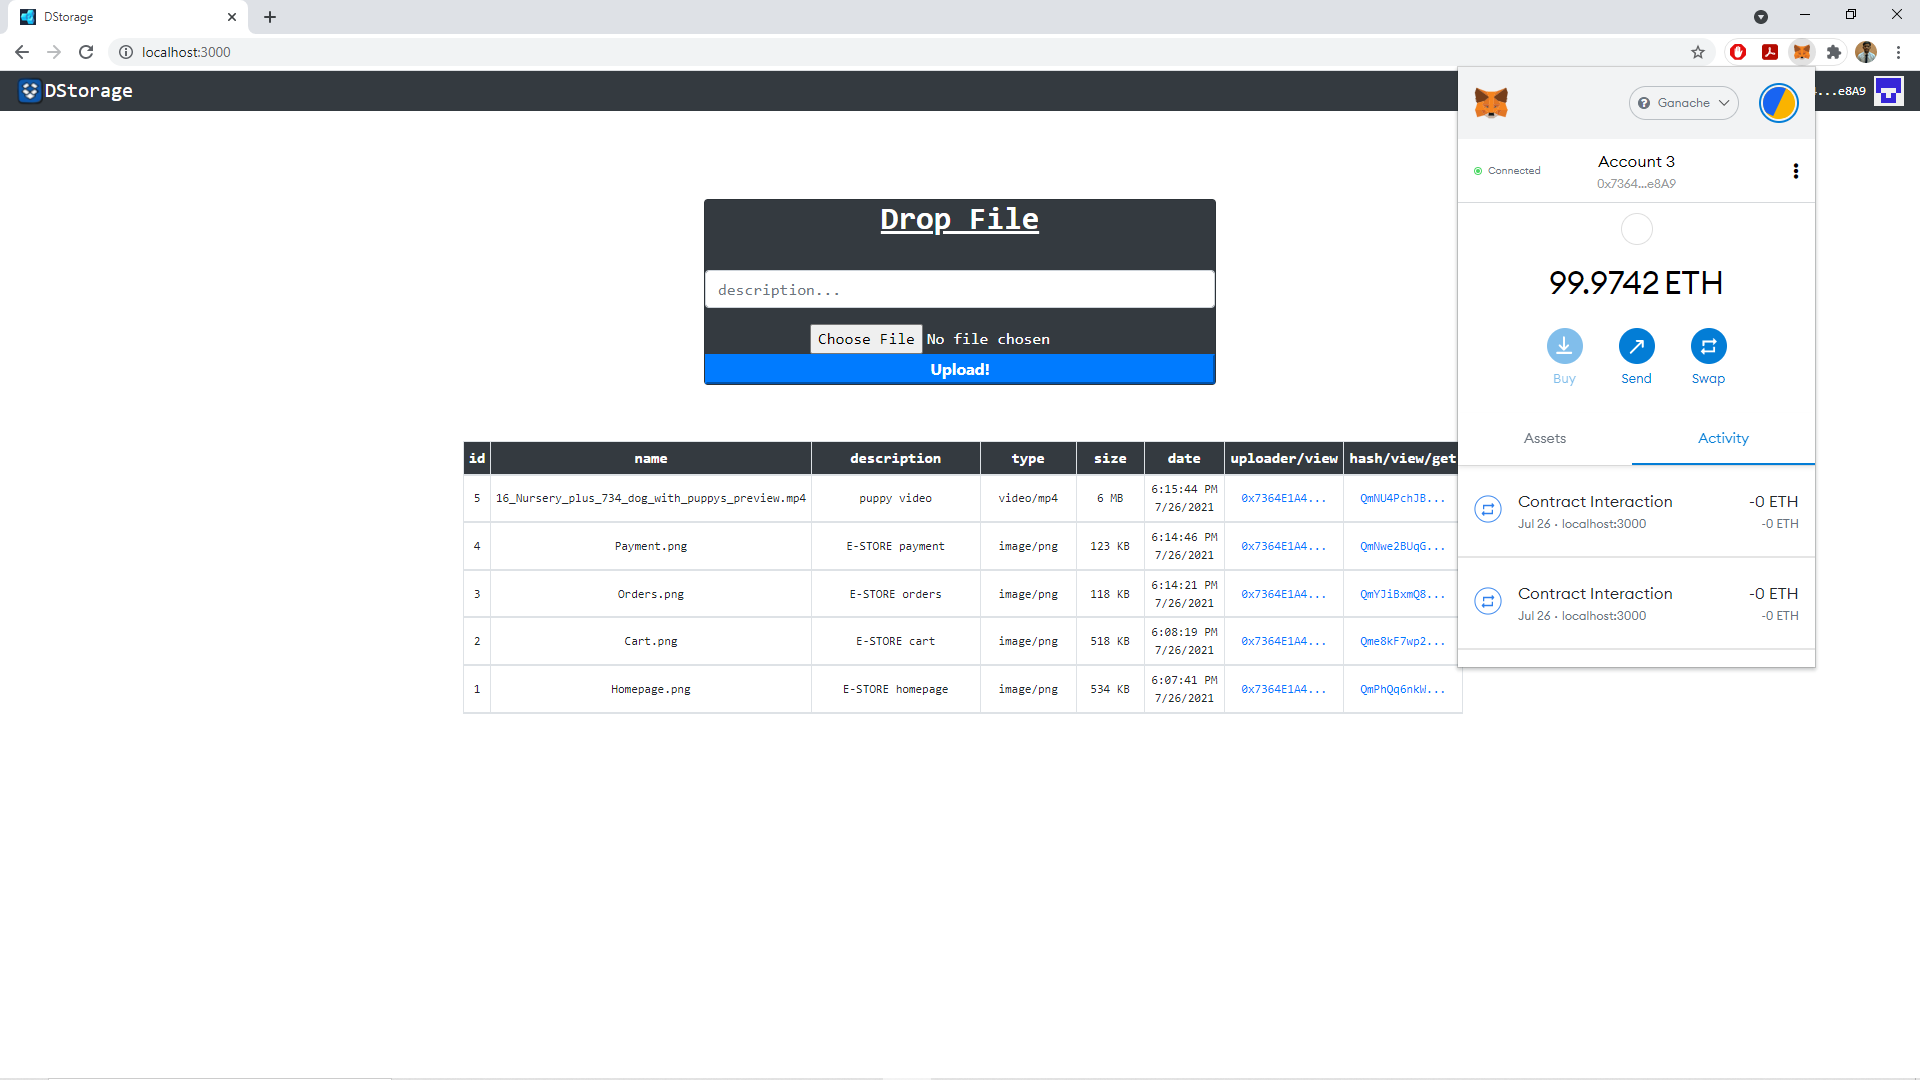 DStorage
localhost:3000
DStorage
...e8A9
Drop File
description...
Choose File No file chosen
Upload!
id name description type size date uploader/view hash/view/get
5 16_Nursery_plus_734_dog_with_puppys_preview.mp4 puppy video video/mp4 6 MB 6:15:44 PM 7/26/2021 0x7364E1A4... QmNU4PchJB...
4 Payment.png E-STORE payment image/png 123 KB 6:14:46 PM 7/26/2021 0x7364E1A4... QmNwe2BUqG...
3 Orders.png E-STORE orders image/png 118 KB 6:14:21 PM 7/26/2021 0x7364E1A4... QmYJiBxmQ8...
2 Cart.png E-STORE cart image/png 518 KB 6:08:19 PM 7/26/2021 0x7364E1A4... Qme8kF7wp2...
1 Homepage.png E-STORE homepage image/png 534 KB 6:07:41 PM 7/26/2021 0x7364E1A4... QmPhQq6nkW...
Ganache
Connected
Account 3
0x7364...e8A9
99.9742 ETH
Buy Send Swap
Assets Activity
Contract Interaction -0 ETH
Jul 26 · localhost:3000 -0 ETH
Contract Interaction -0 ETH
Jul 26 · localhost:3000 -0 ETH